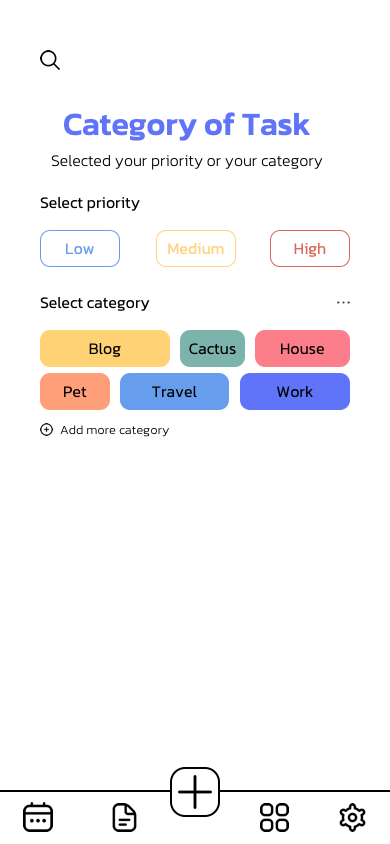 Category of Task
Selected your priority or your category
Select priority
Low Medium High
Select category
Blog Cactus House
Pet Travel Work
Add more category